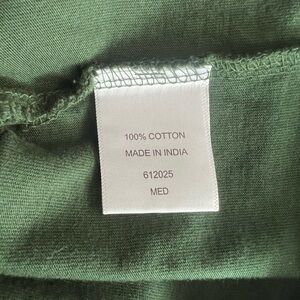 100% COTTON
MADE IN INDIA
612025
MED